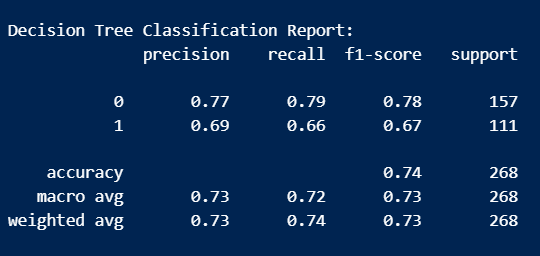 Decision Tree Classification Report:
precision recall f1-score support
0 0.77 0.79 0.78 157
1 0.69 0.66 0.67 111
accuracy 0.74 268
macro avg 0.73 0.72 0.73 268
weighted avg 0.73 0.74 0.73 268